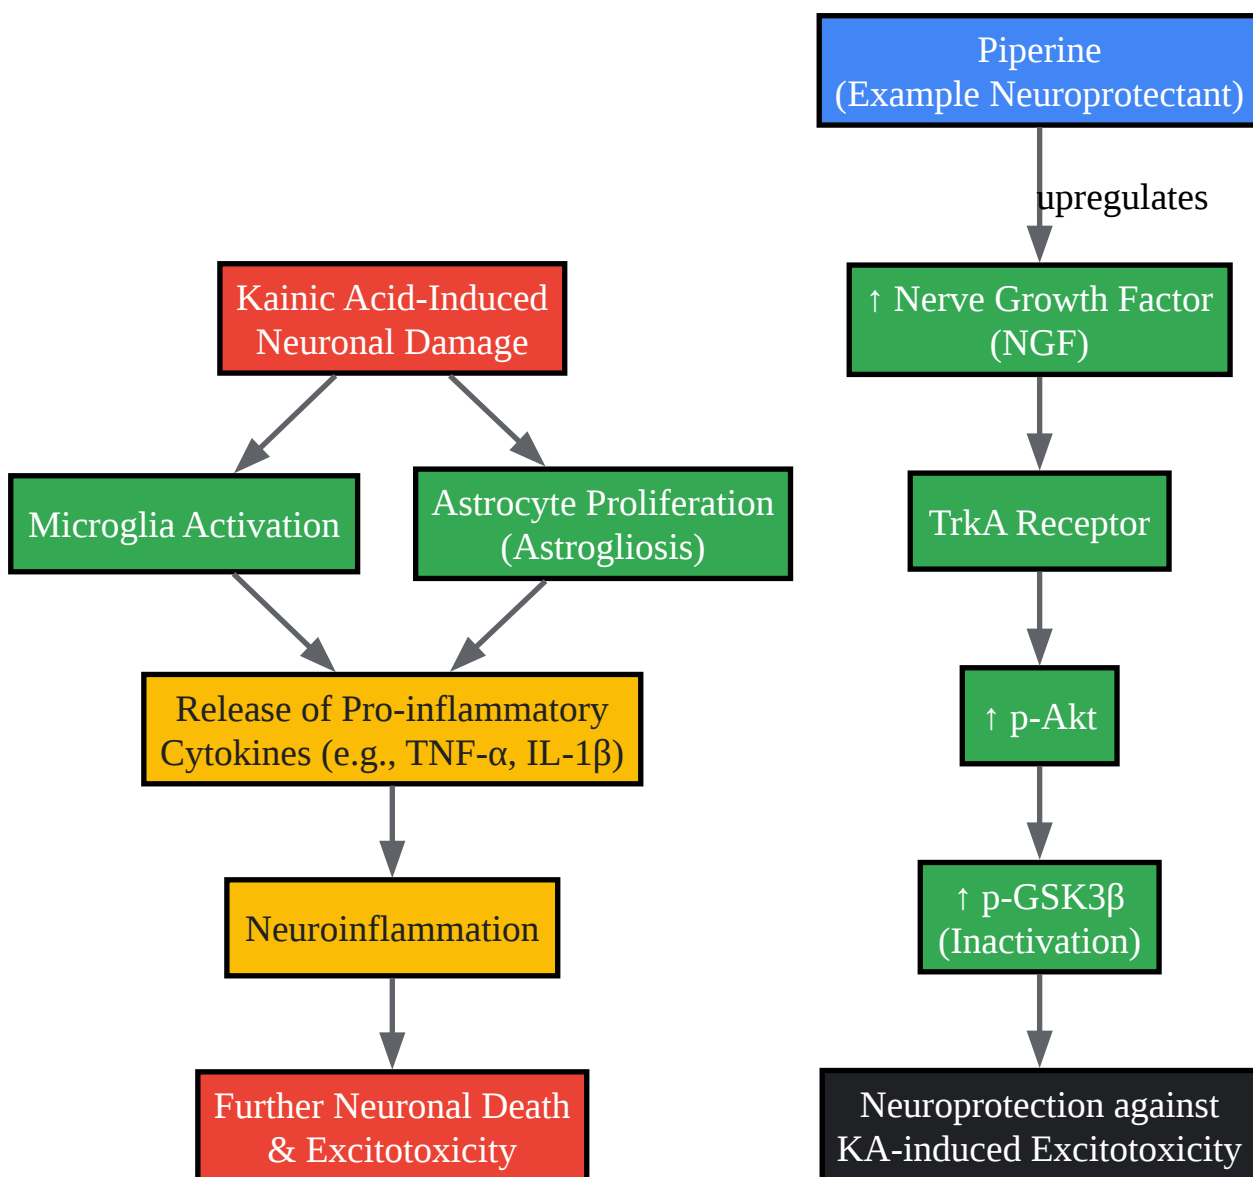 Piperine
(Example Neuroprotectant)
upregulates
Kainic Acid-Induced
Neuronal Damage
↑ Nerve Growth Factor
(NGF)
Microglia Activation
Astrocyte Proliferation
(Astrogliosis)
TrkA Receptor
Release of Pro-inflammatory
Cytokines (e.g., TNF-α, IL-1β)
↑ p-Akt
Neuroinflammation
↑ p-GSK3β
(Inactivation)
Further Neuronal Death
& Excitotoxicity
Neuroprotection against
KA-induced Excitotoxicity